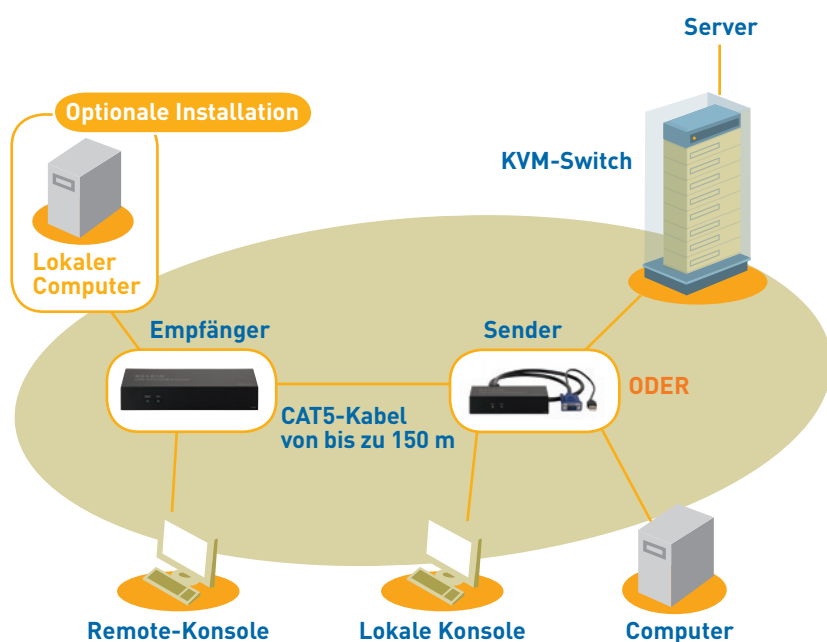 Server
Optionale Installation
KVM-Switch
Lokaler
Computer
Empfänger
Sender
ODER
CAT5-Kabel
von bis zu 150 m
Remote-Konsole
Lokale Konsole
Computer